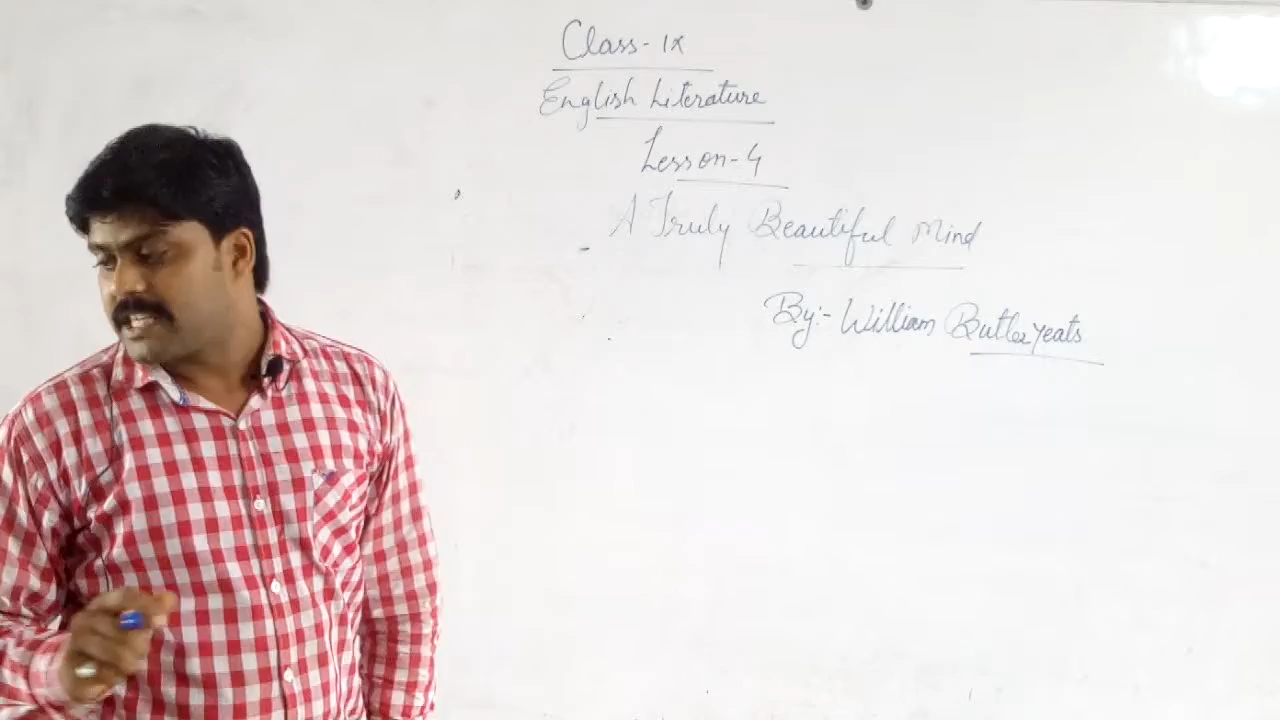 Class-IX
English Literature
Lesson-4
A Truly Beautiful Mind
By:- William Butler Yeats